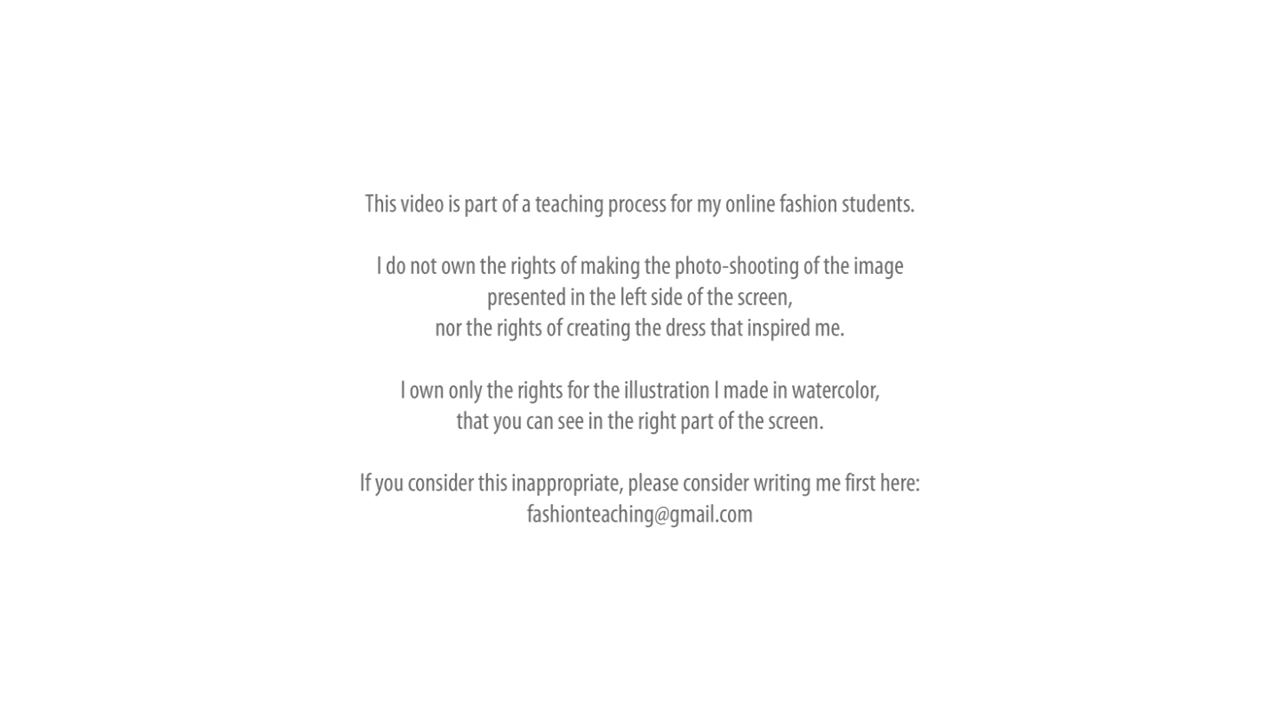 This video is part of a teaching process for my online fashion students.
I do not own the rights of making the photo-shooting of the image
presented in the left side of the screen,
nor the rights of creating the dress that inspired me.
I own only the rights for the illustration I made in watercolor,
that you can see in the right part of the screen.
If you consider this inappropriate, please consider writing me first here:
fashionteaching@gmail.com